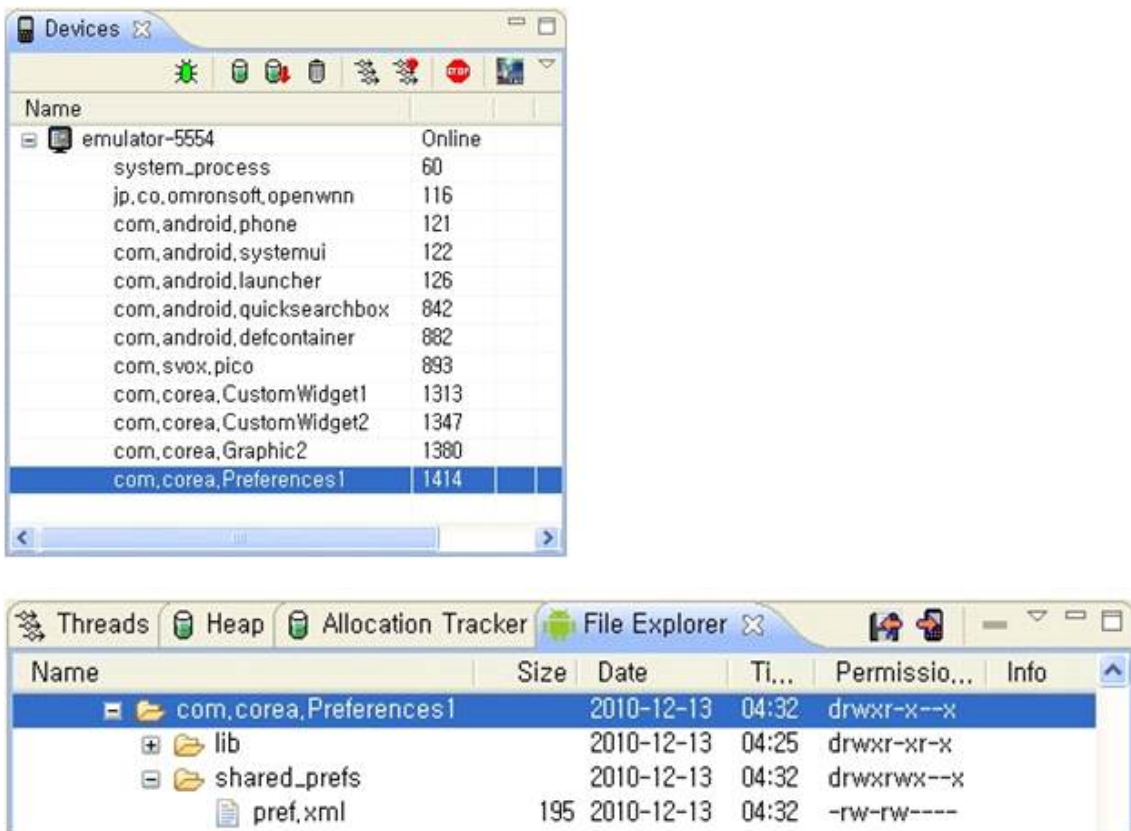 Devices
Name
emulator-5554 Online
system_process 60
jp.co.omronsoft.openwnn 116
com.android.phone 121
com.android.systemui 122
com.android.launcher 126
com.android.quicksearchbox 842
com.android.defcontainer 882
com.svox.pico 893
com.corea.CustomWidget1 1313
com.corea.CustomWidget2 1347
com.corea.Graphic2 1380
com.corea.Preferences1 1414
Threads Heap Allocation Tracker File Explorer
Name Size Date Ti... Permissio... Info
com.corea.Preferences1 2010-12-13 04:32 drwxr-x--x
lib 2010-12-13 04:25 drwxr-xr-x
shared_prefs 2010-12-13 04:32 drwxrwx--x
pref.xml 195 2010-12-13 04:32 -rw-rw----